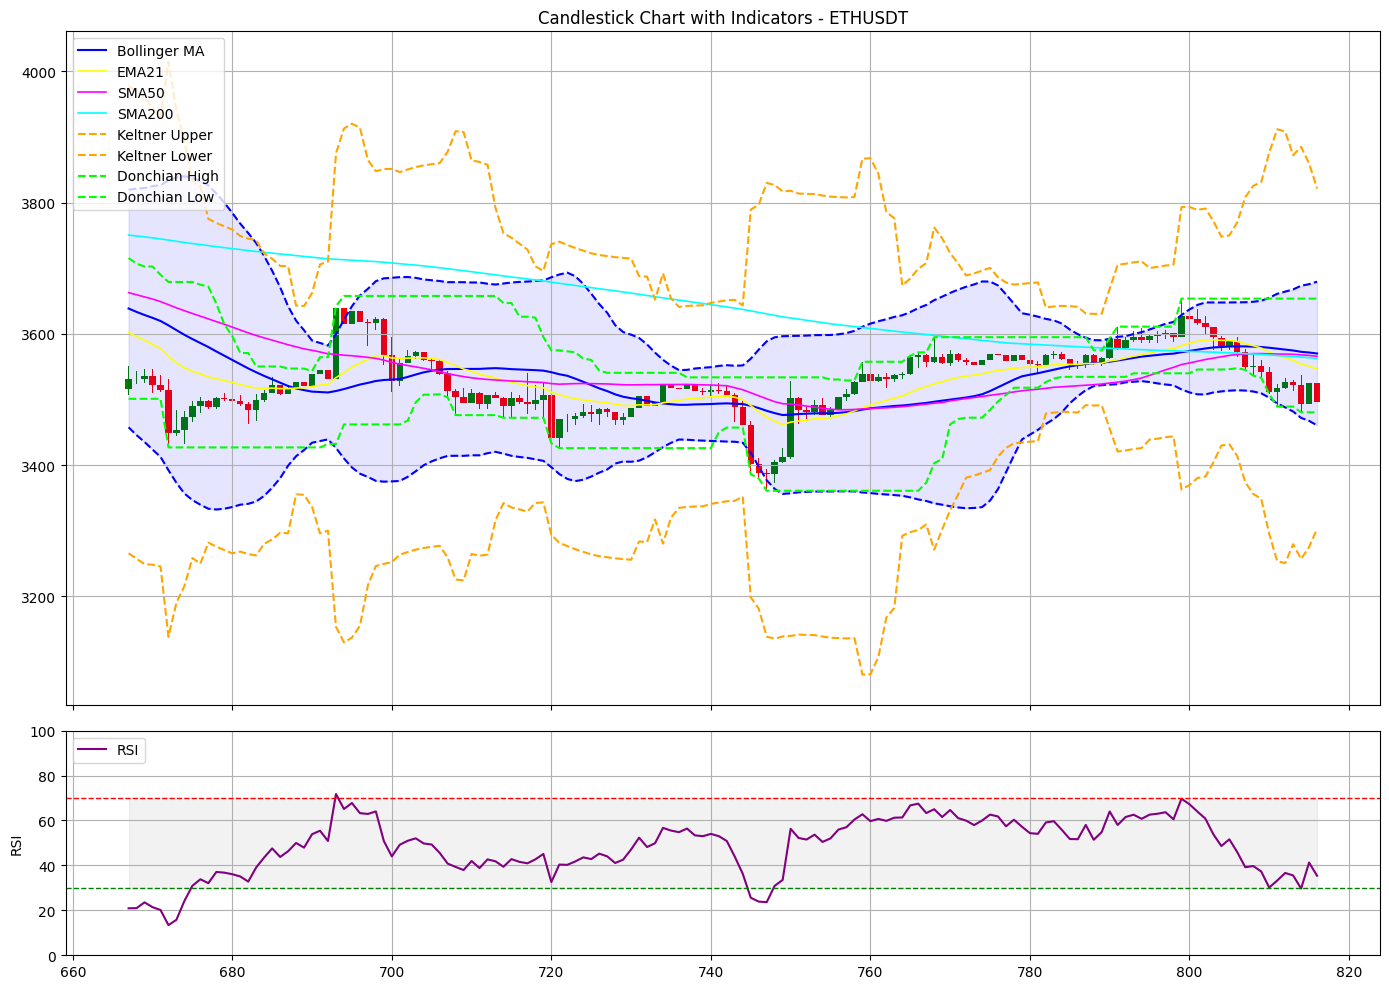 Candlestick Chart with Indicators - ETHUSDT
Bollinger MA
EMA21
SMA50
SMA200
Keltner Upper
Keltner Lower
Donchian High
Donchian Low
4000
3800
3600
3400
3200
RSI
100
80
60
40
20
0
RSI
660 680 700 720 740 760 780 800 820